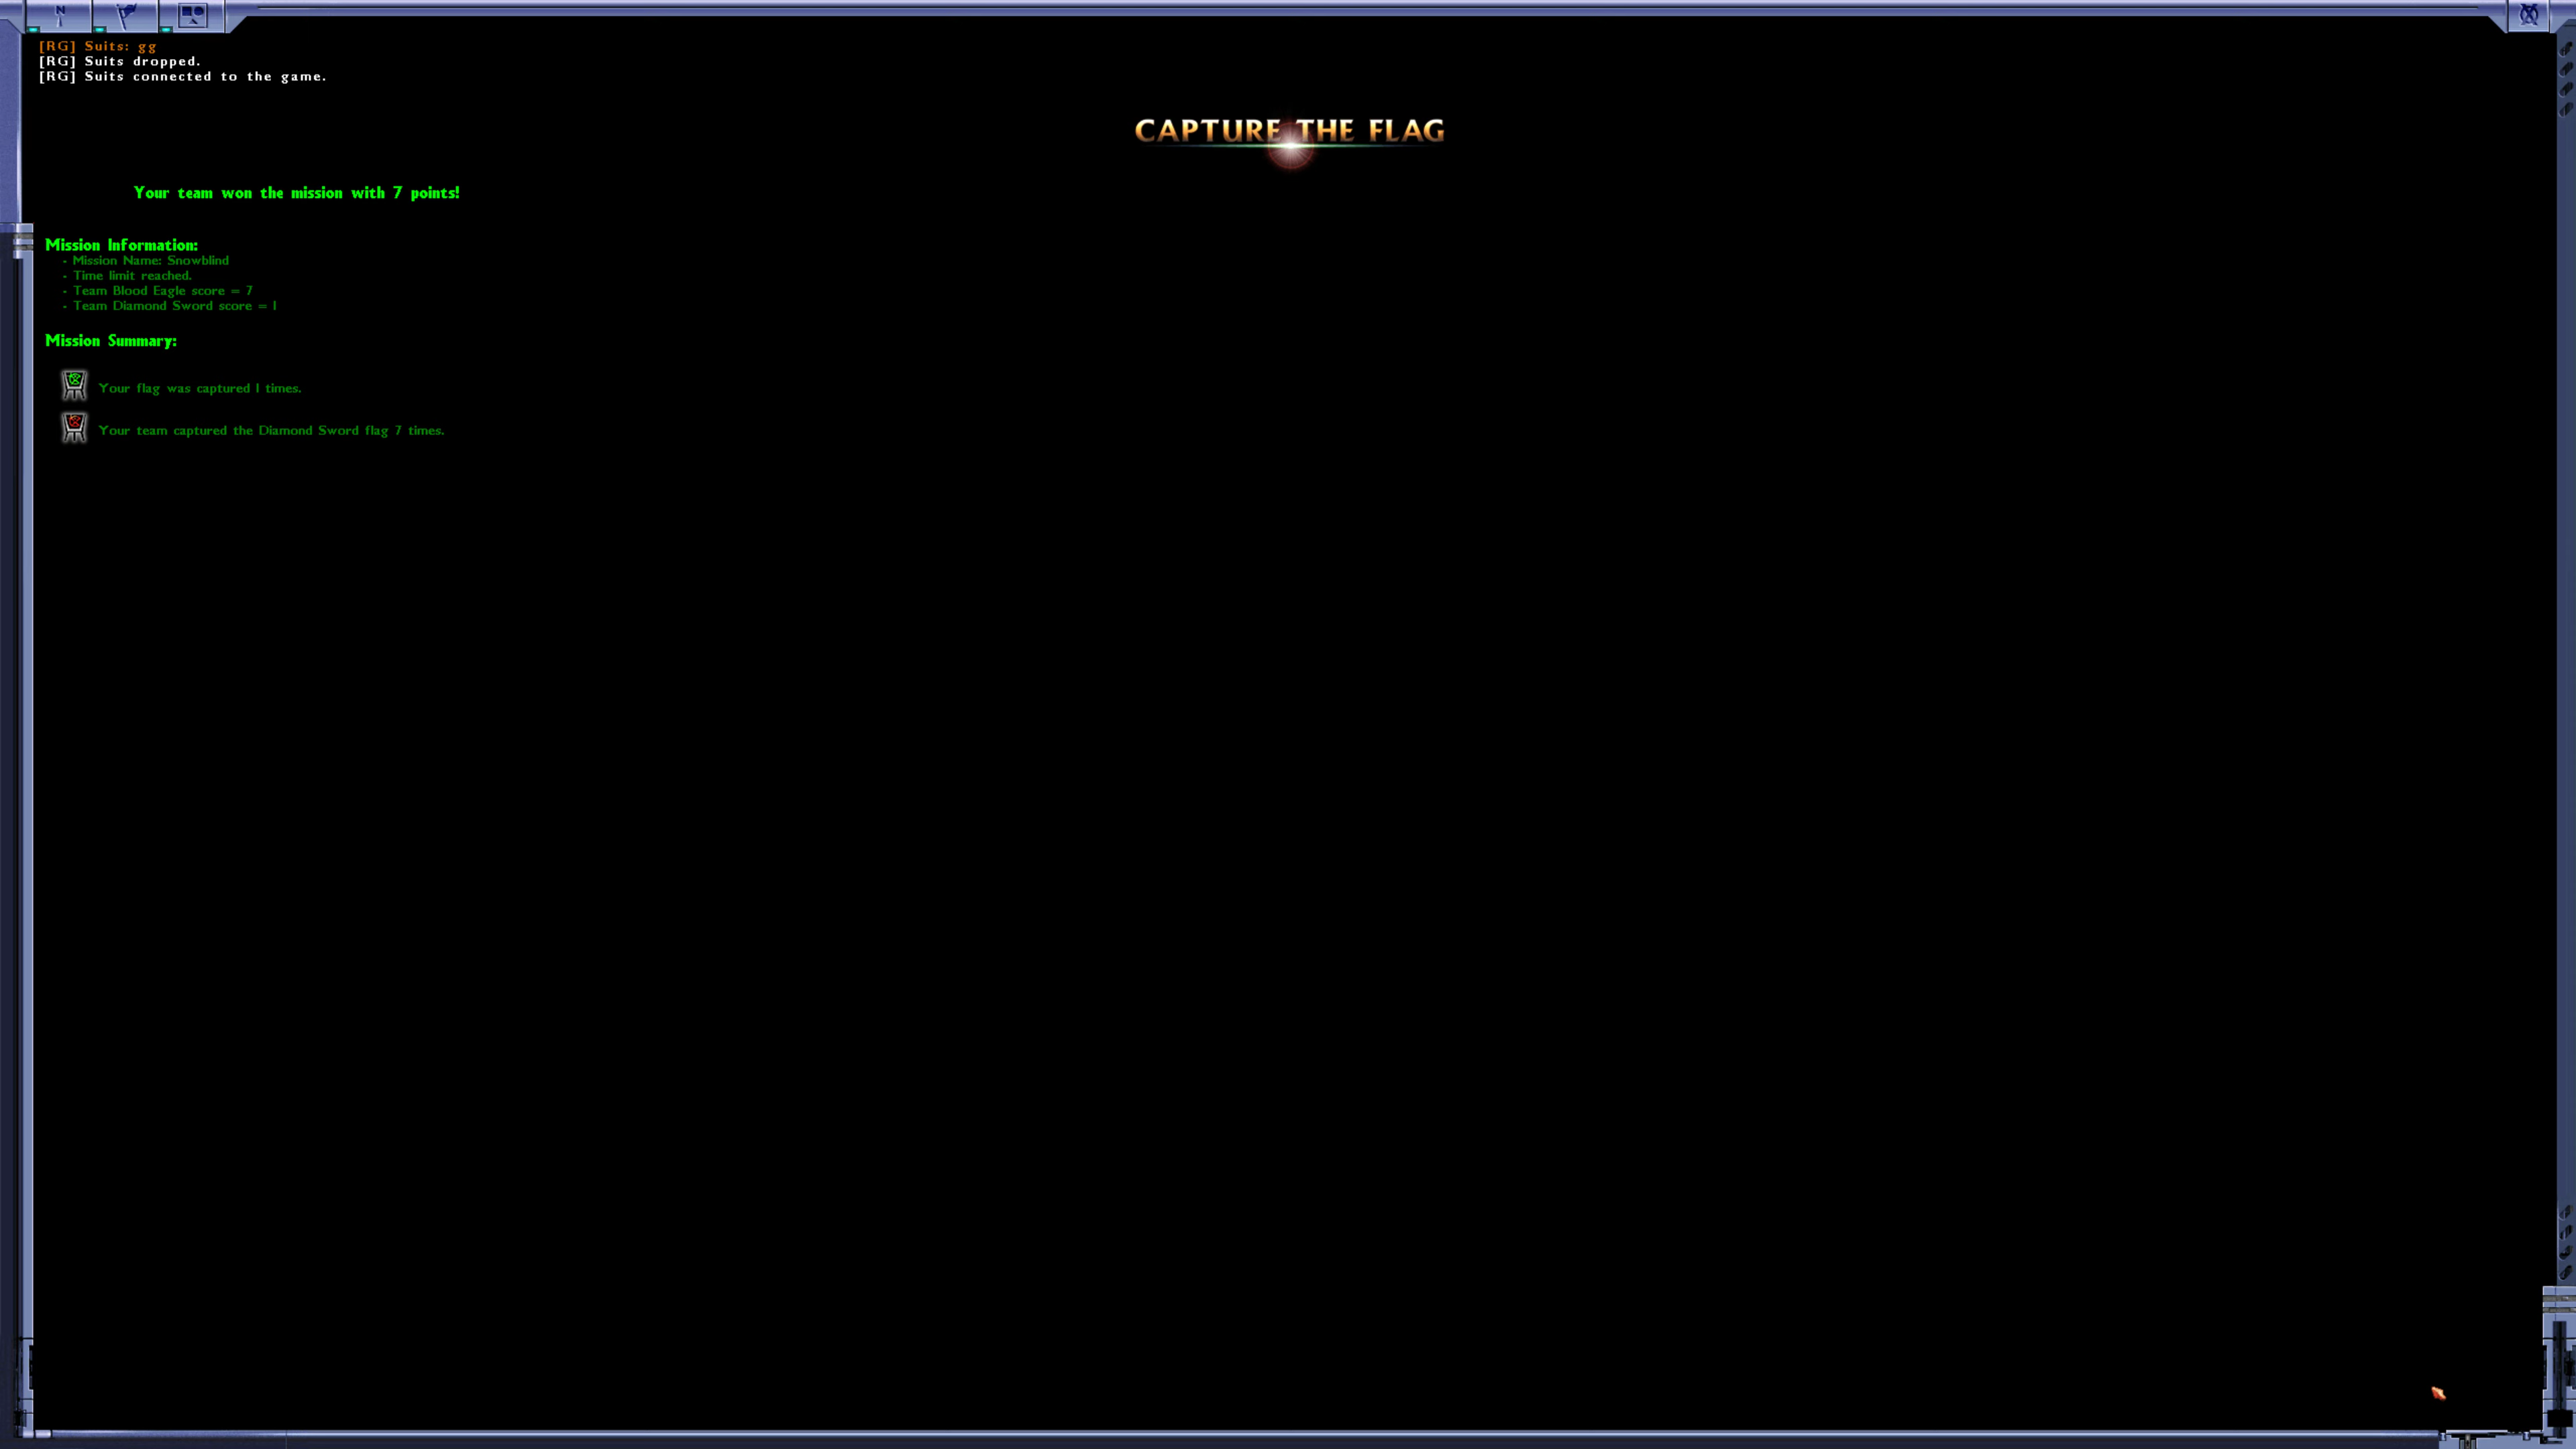 N
[RG] Suits: gg
[RG] Suits dropped.
[RG] Suits connected to the game.
CAPTURE THE FLAG
Your team won the mission with 7 points!
Mission Information:
- Mission Name: Snowblind
- Time limit reached.
- Team Blood Eagle score = 7
- Team Diamond Sword score = 1
Mission Summary:
Your flag was captured 1 times.
Your team captured the Diamond Sword flag 7 times.